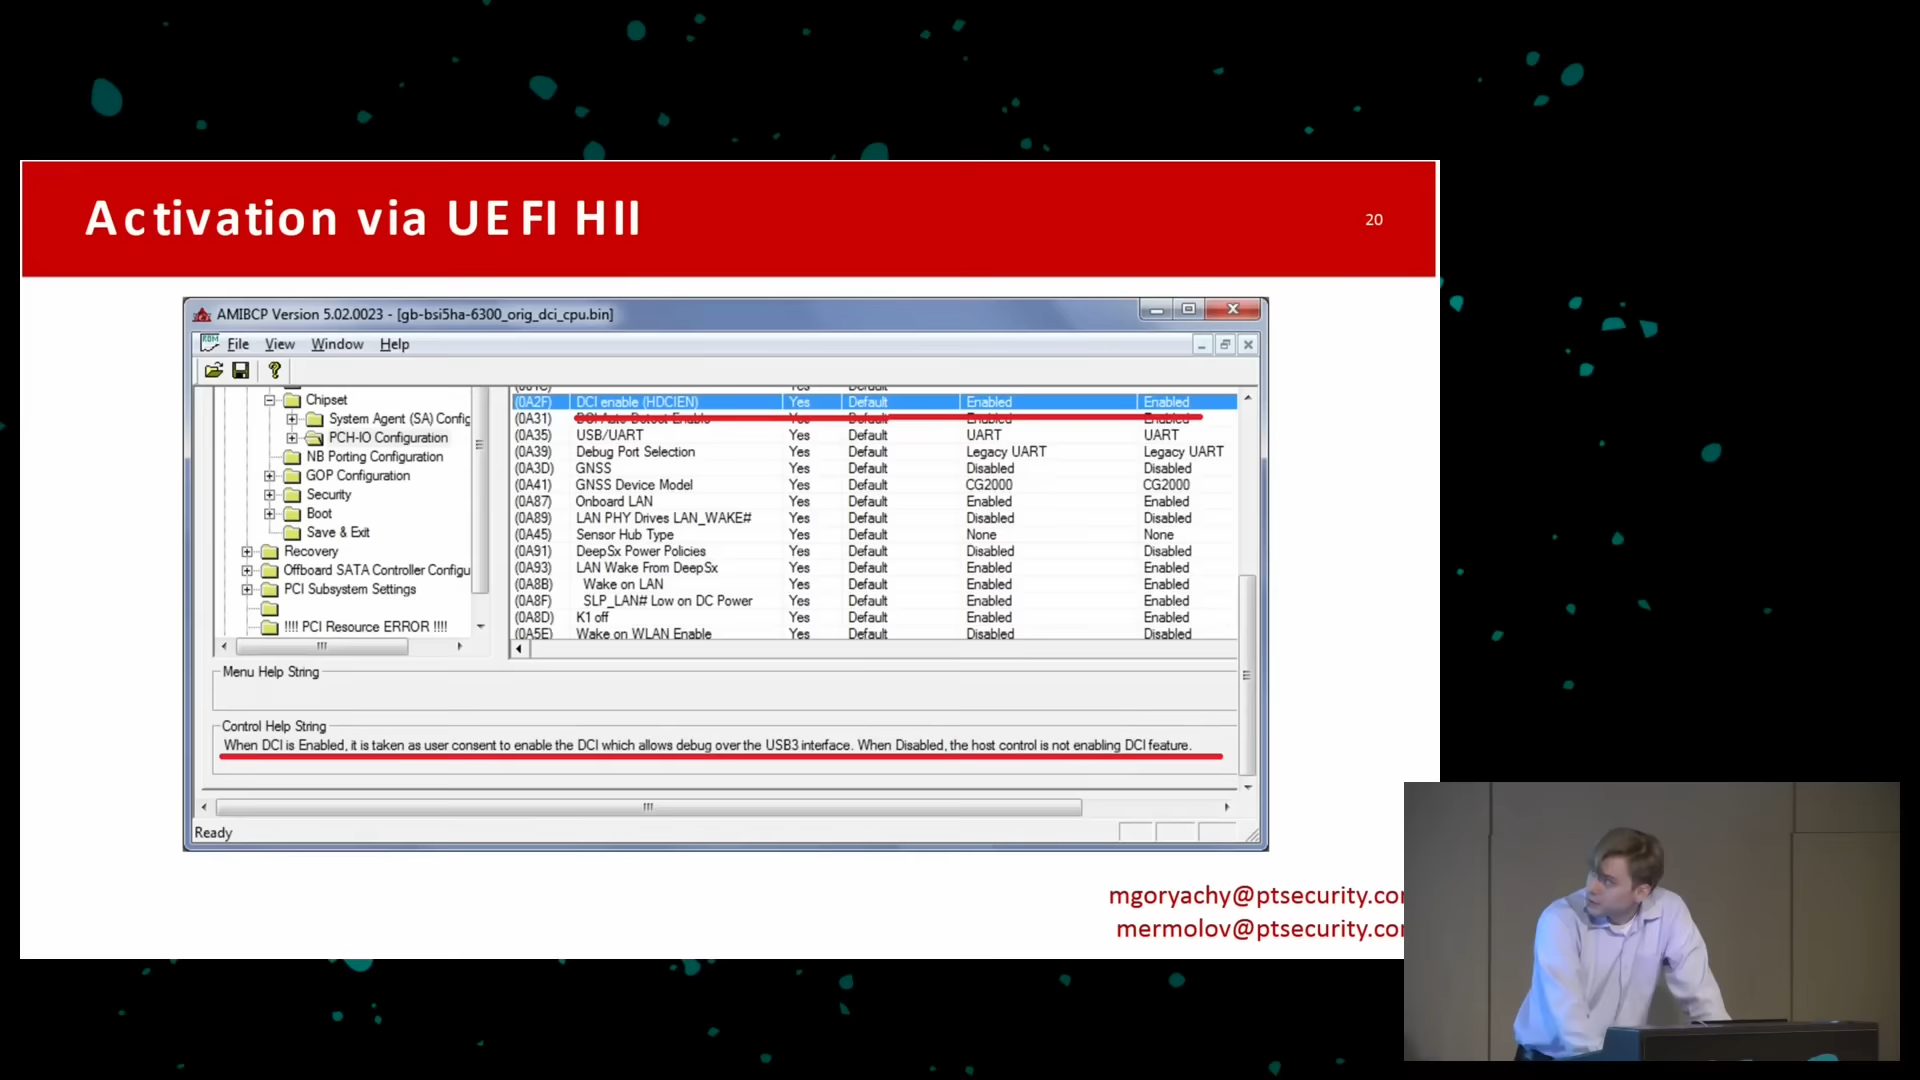 Activation via UEFI HII
20
AMIBCP Version 5.02.0023 - [gb-bsi5ha-6300_orig_dci_cpu.bin]
File View Window Help
Chipset
System Agent (SA) Config
PCH-IO Configuration
NB Porting Configuration
GOP Configuration
Security
Boot
Save & Exit
Recovery
Offboard SATA Controller Configu
PCI Subsystem Settings
!!!! PCI Resource ERROR !!!!
(0A2F) DCI enable (HDCIEN) Yes Default Enabled Enabled
(0A31) DCI Auto Detect Enable Yes Default Enabled Enabled
(0A35) USB/UART Yes Default UART UART
(0A39) Debug Port Selection Yes Default Legacy UART Legacy UART
(0A3D) GNSS Yes Default Disabled Disabled
(0A41) GNSS Device Model Yes Default CG2000 CG2000
(0A87) Onboard LAN Yes Default Enabled Enabled
(0A89) LAN PHY Drives LAN_WAKE# Yes Default Disabled Disabled
(0A45) Sensor Hub Type Yes Default None None
(0A91) DeepSx Power Policies Yes Default Disabled Disabled
(0A93) LAN Wake From DeepSx Yes Default Enabled Enabled
(0A8B) Wake on LAN Yes Default Enabled Enabled
(0A8F) SLP_LAN# Low on DC Power Yes Default Enabled Enabled
(0A8D) K1 off Yes Default Enabled Enabled
(0A5E) Wake on WLAN Enable Yes Default Disabled Disabled
Menu Help String
Control Help String
When DCI is Enabled, it is taken as user consent to enable the DCI which allows debug over the USB3 interface. When Disabled, the host control is not enabling DCI feature.
Ready
mgoryachy@ptsecurity.co
mermolov@ptsecurity.co